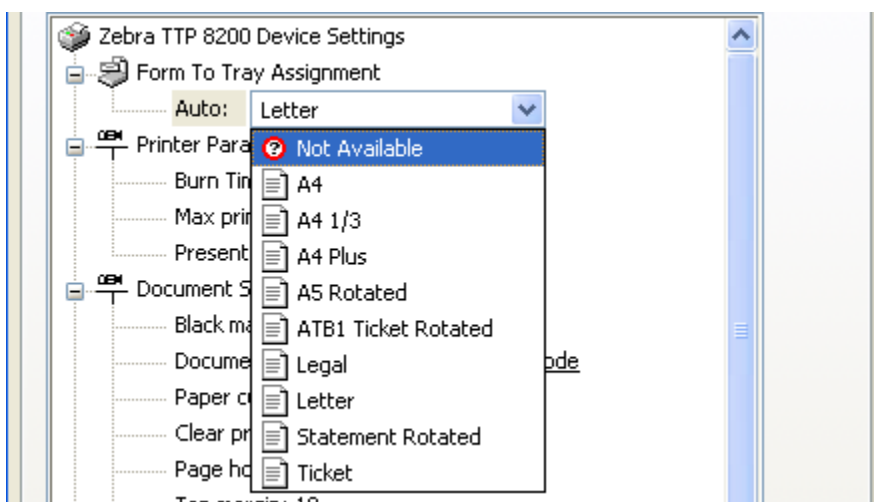 Zebra TTP 8200 Device Settings
Form To Tray Assignment
Auto: Letter
Printer Para
Not Available
Burn Tin
A4
Max prin
A4 1/3
Present
A4 Plus
Document S
A5 Rotated
Black ma
ATB1 Ticket Rotated
Docume
Legal
ode
Paper cu
Letter
Clear pr
Statement Rotated
Page ho
Ticket